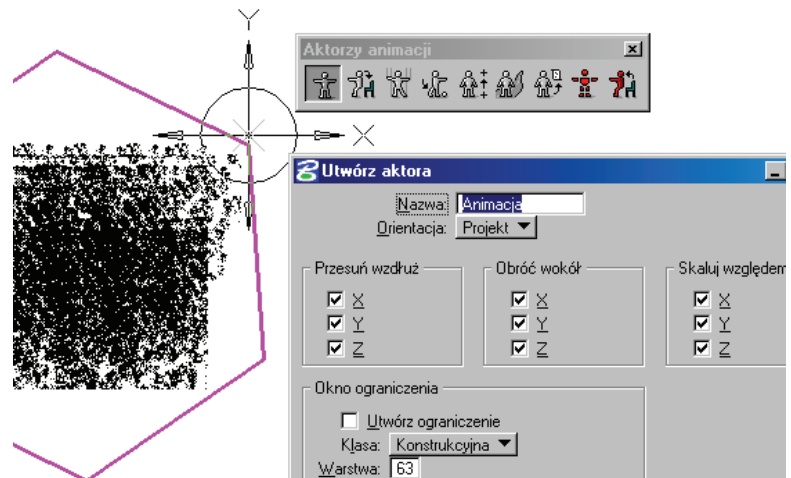 Y
Aktorzy animacji
X
Utwórz aktora
Nazwa: Animacja
Orientacja: Projekt
Przesuń wzdłuż Obróć wokół Skaluj względem
X X X
Y Y Y
Z Z Z
Okno ograniczenia
Utwórz ograniczenie
Klasa: Konstrukcyjna
Warstwa: 63